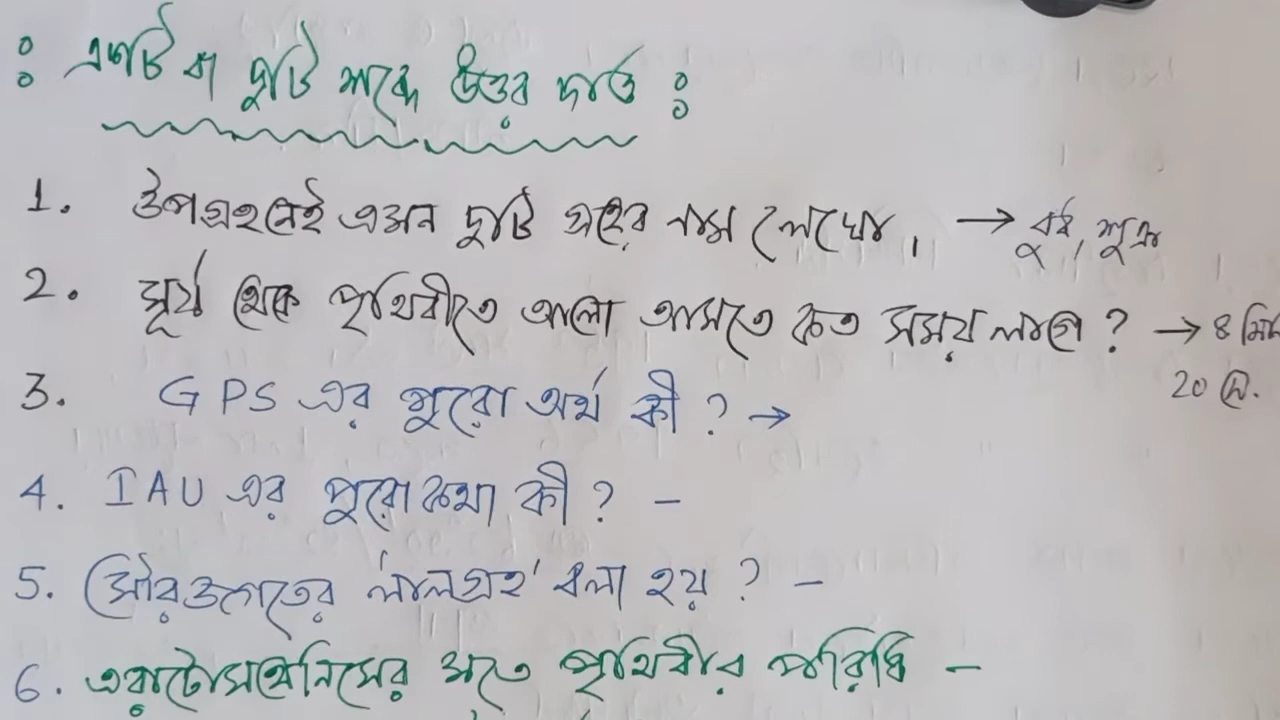 : একটি বা দুটি শব্দে উত্তর দাও :
1. উপগ্রহ নেই এমন দুটি গ্রহের নাম লেখো। → বুধ, শুক্র
2. সূর্য থেকে পৃথিবীতে আলো আসতে কত সময় লাগে ? → ৪ মি
20 সে.
3. GPS এর পুরো অর্থ কী ? →
4. IAU এর পুরো কথা কী ? –
5. সৌরজগতের 'লালগ্রহ' বলা হয় ? –
6. এরাটোসথেনিসের মতে পৃথিবীর পরিধি –